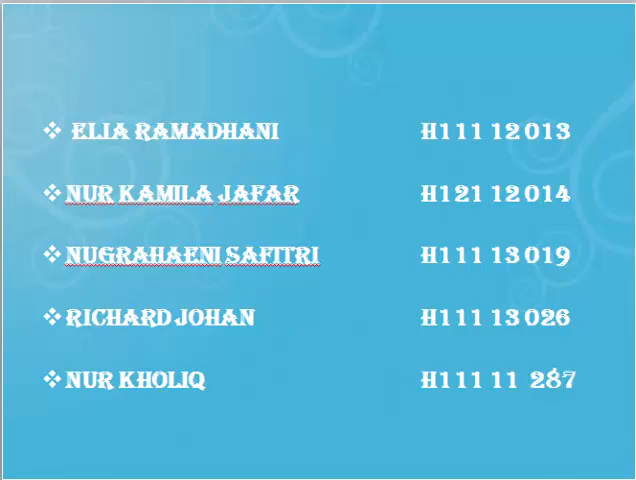 ELIA RAMADHANI H111 12 013
NUR KAMILA JAFAR H121 12 014
NUGRAHAENI SAFITRI H111 13 019
RICHARD JOHAN H111 13 026
NUR KHOLIQ H111 11 287